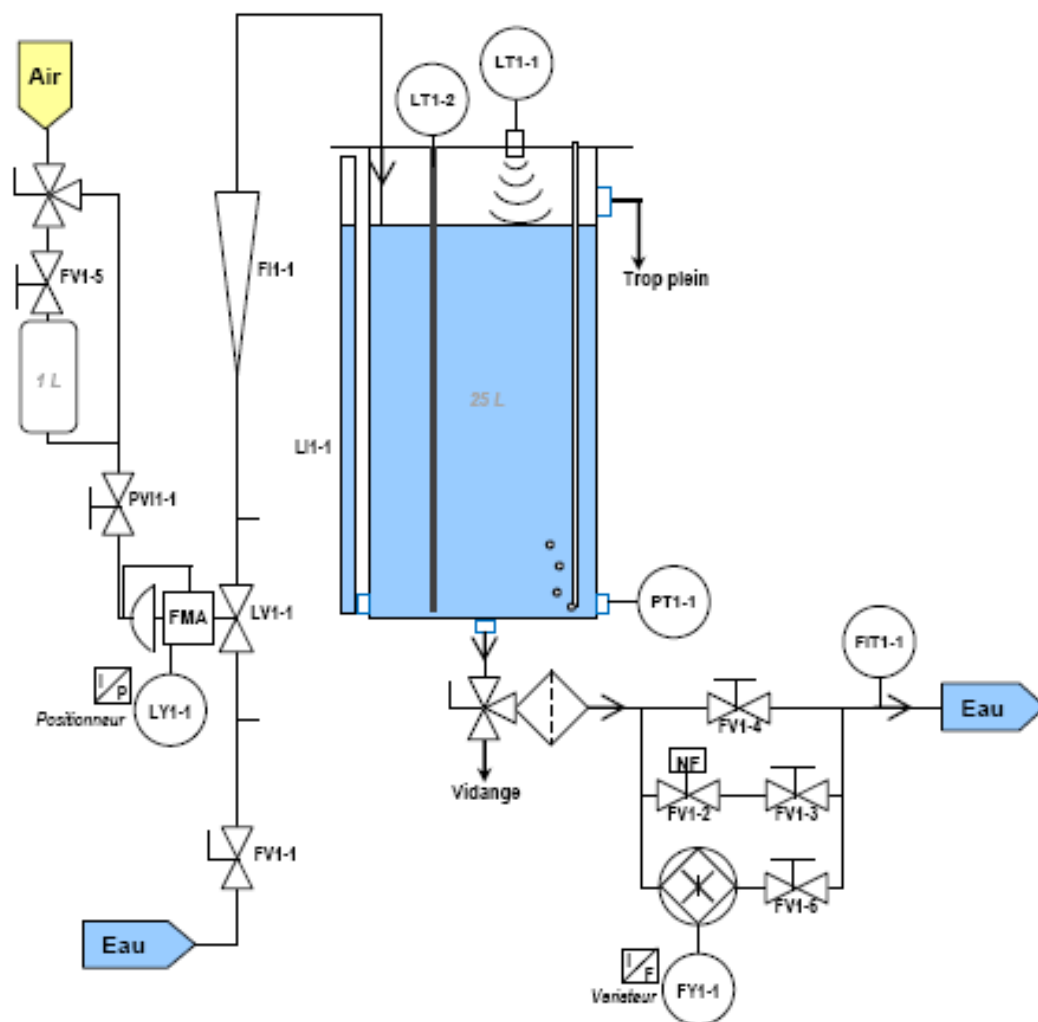 Air
LT1-1
LT1-2
FV1-5
FI1-1
Trop plein
1 L
25 L
LI1-1
PVI1-1
FMA
LV1-1
PT1-1
I
P
Positionneur
LY1-1
FIT1-1
Eau
FV1-4
Vidange
NF
FV1-2
FV1-3
FV1-1
FV1-6
Eau
I
F
Variateur
FY1-1